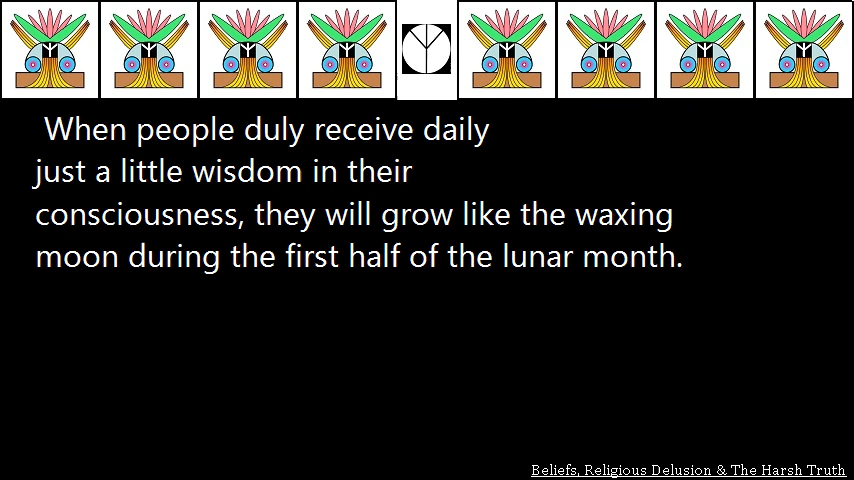 When people duly receive daily
just a little wisdom in their
consciousness, they will grow like the waxing
moon during the first half of the lunar month.
Beliefs, Religious Delusion & The Harsh Truth